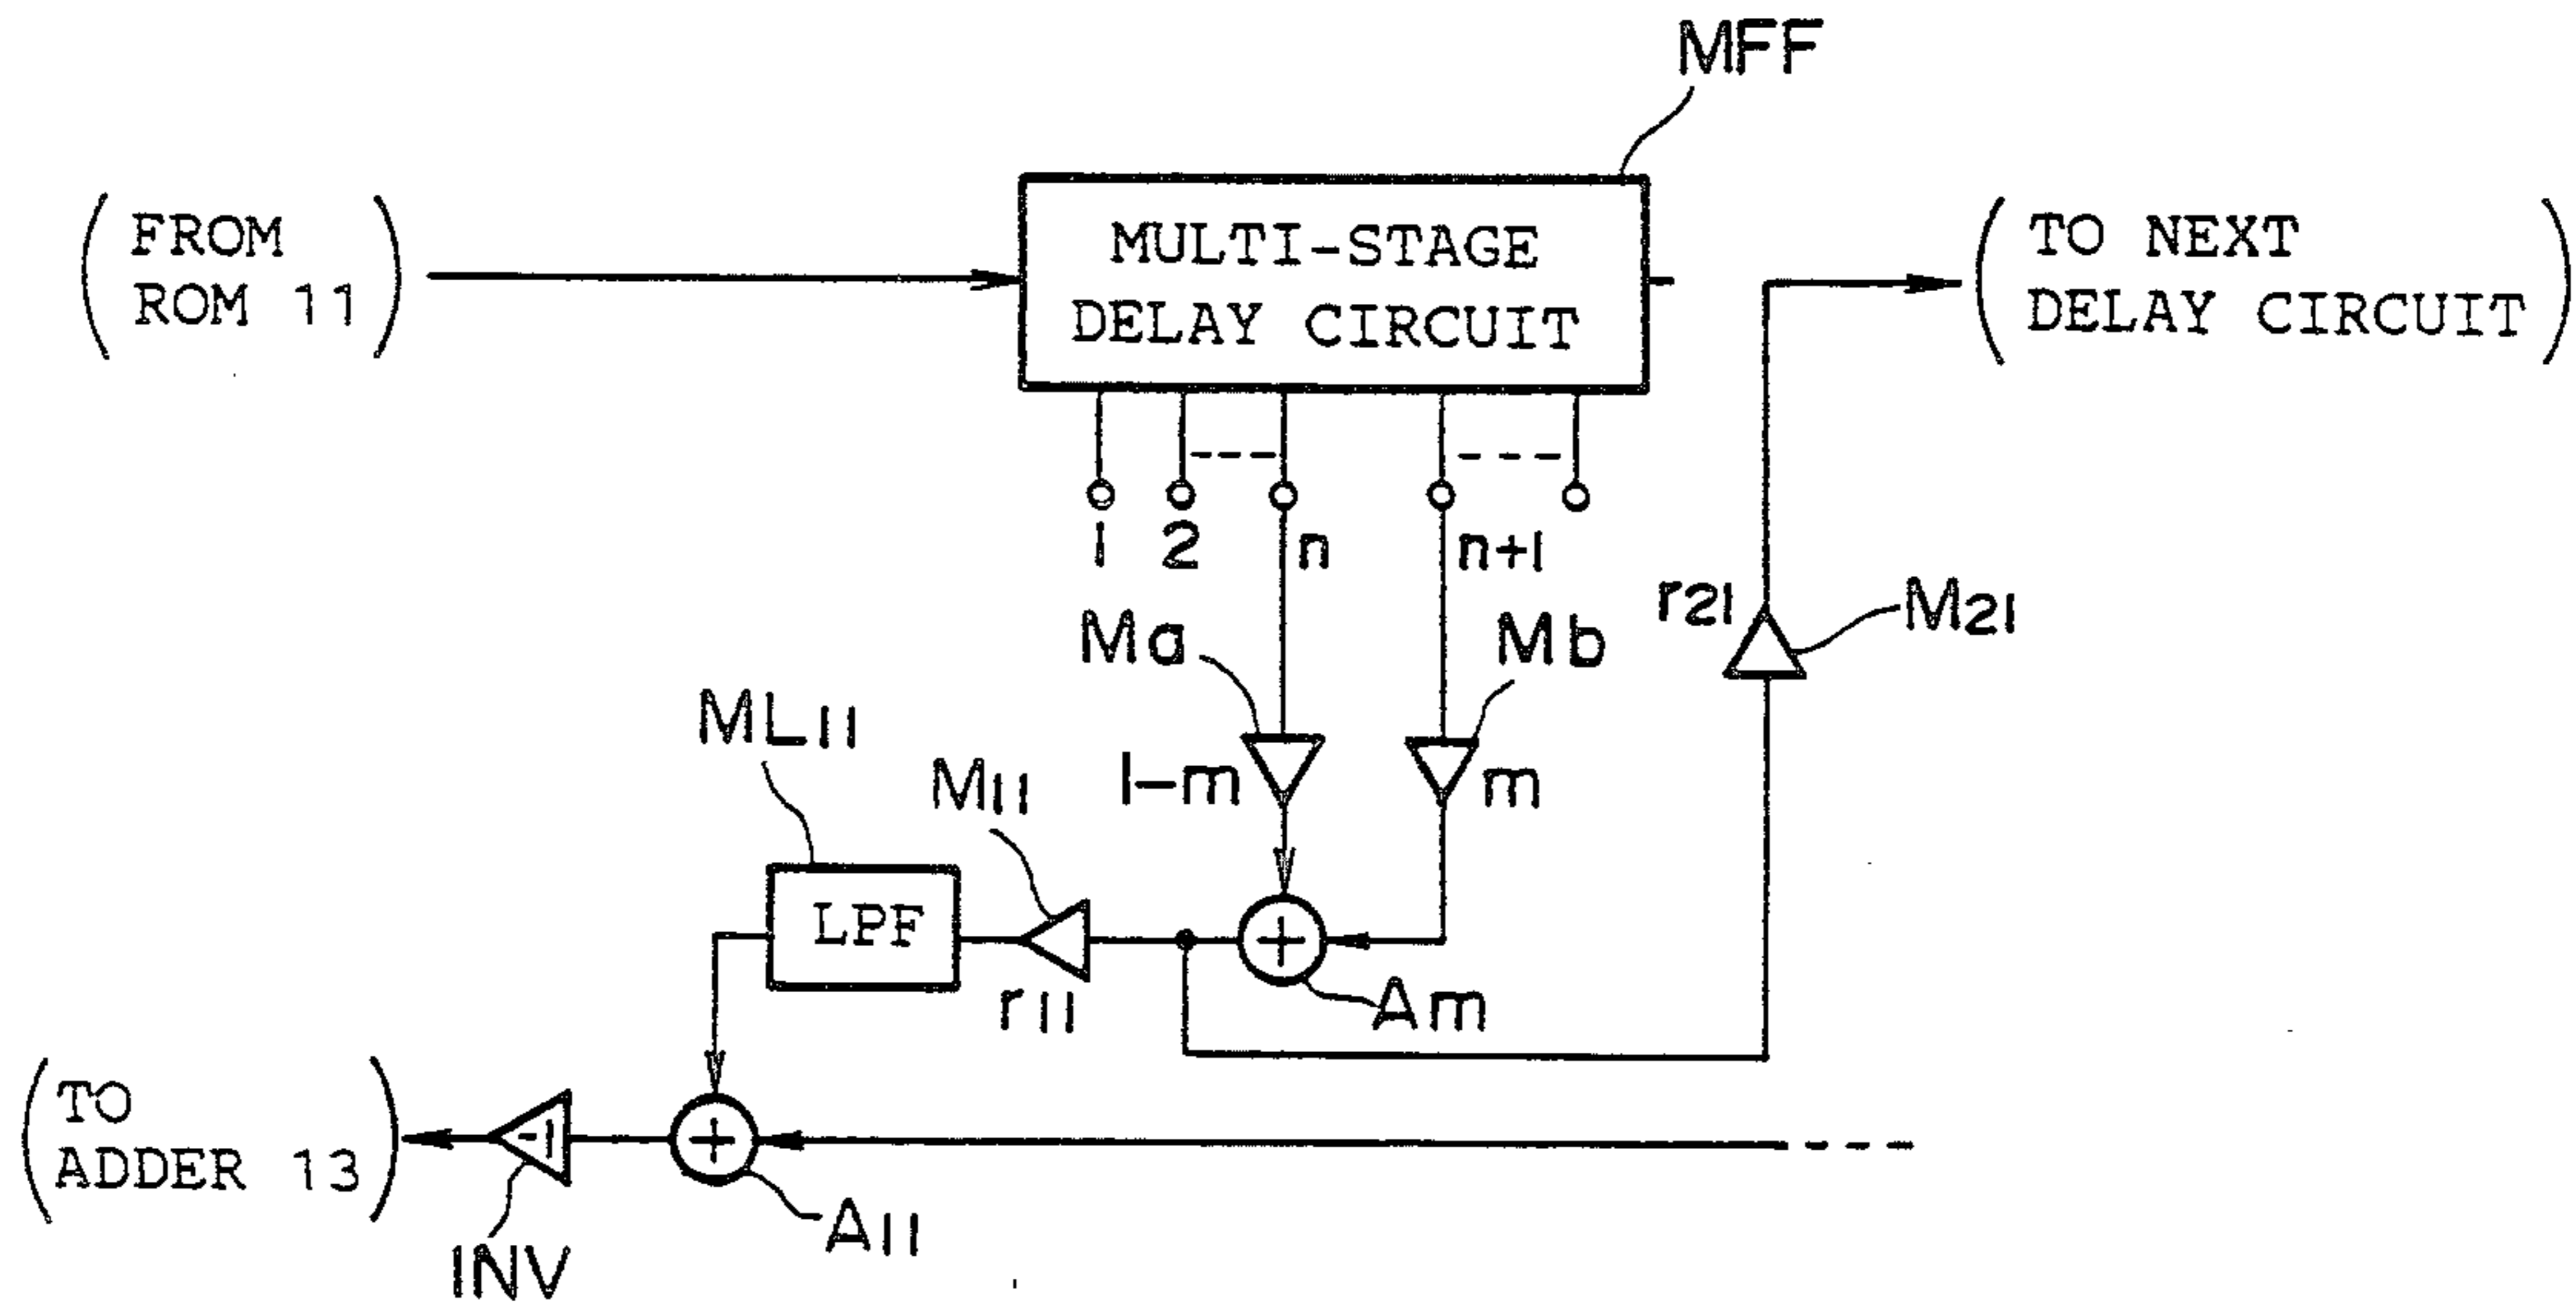 MFF
FROM
ROM 11
MULTI-STAGE
DELAY CIRCUIT
TO NEXT
DELAY CIRCUIT
1
2
n
n+1
Ma
Mb
r21
M21
ML11
M11
1-m
m
LPF
+
r11
Am
TO
ADDER 13
-1
+
INV
A11